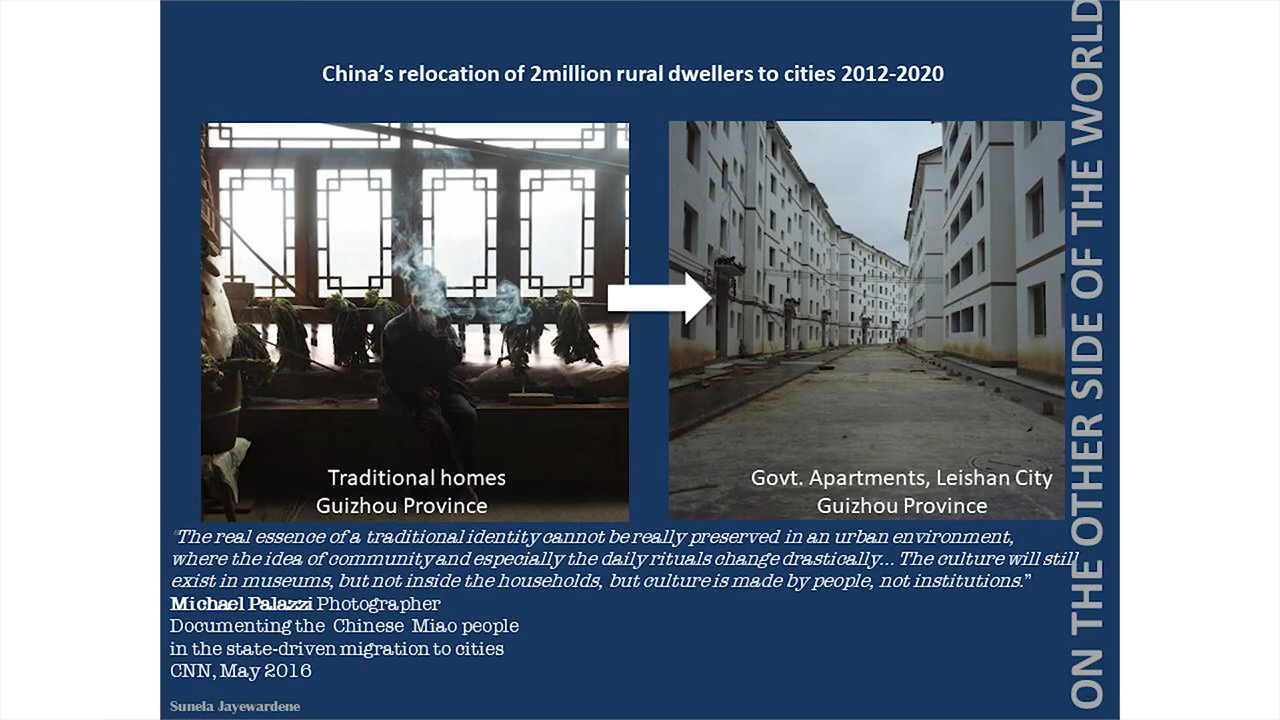 China’s relocation of 2million rural dwellers to cities 2012-2020
Traditional homes
Guizhou Province
Govt. Apartments, Leishan City
Guizhou Province
“The real essence of a traditional identity cannot be really preserved in an urban environment,
where the idea of community and especially the daily rituals change drastically... The culture will still
exist in museums, but not inside the households, but culture is made by people, not institutions.”
Michael Palazzi Photographer
Documenting the Chinese Miao people
in the state-driven migration to cities
CNN, May 2016
Sunela Jayewardene
ON THE OTHER SIDE OF THE WORLD